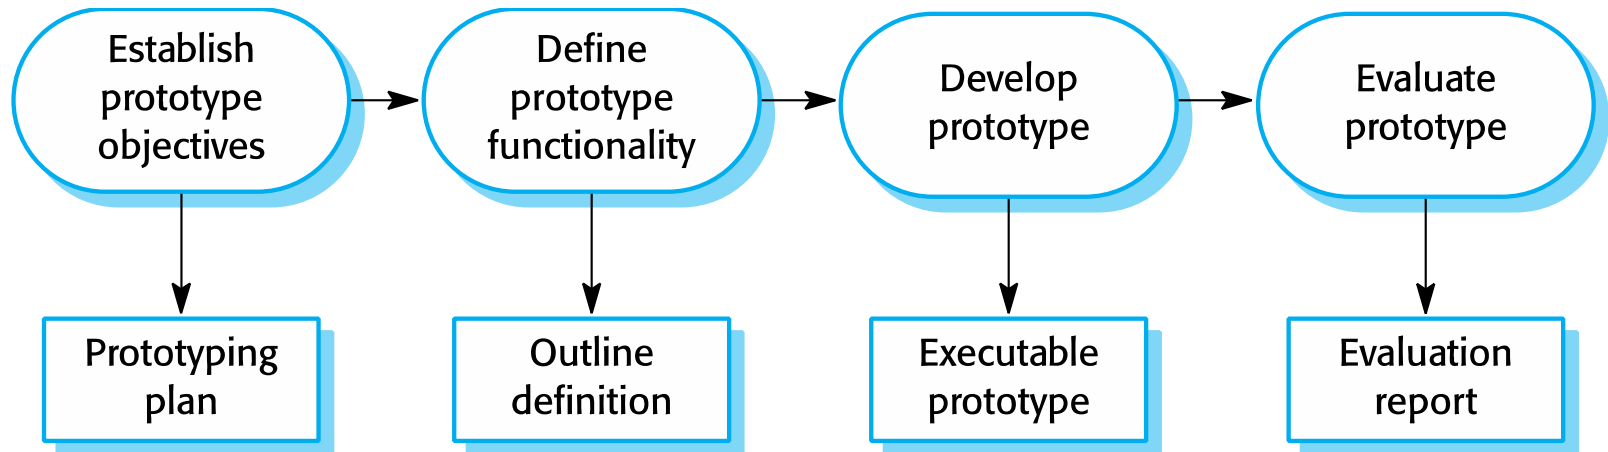 Establish
prototype
objectives
Define
prototype
functionality
Develop
prototype
Evaluate
prototype
Prototyping
plan
Outline
definition
Executable
prototype
Evaluation
report